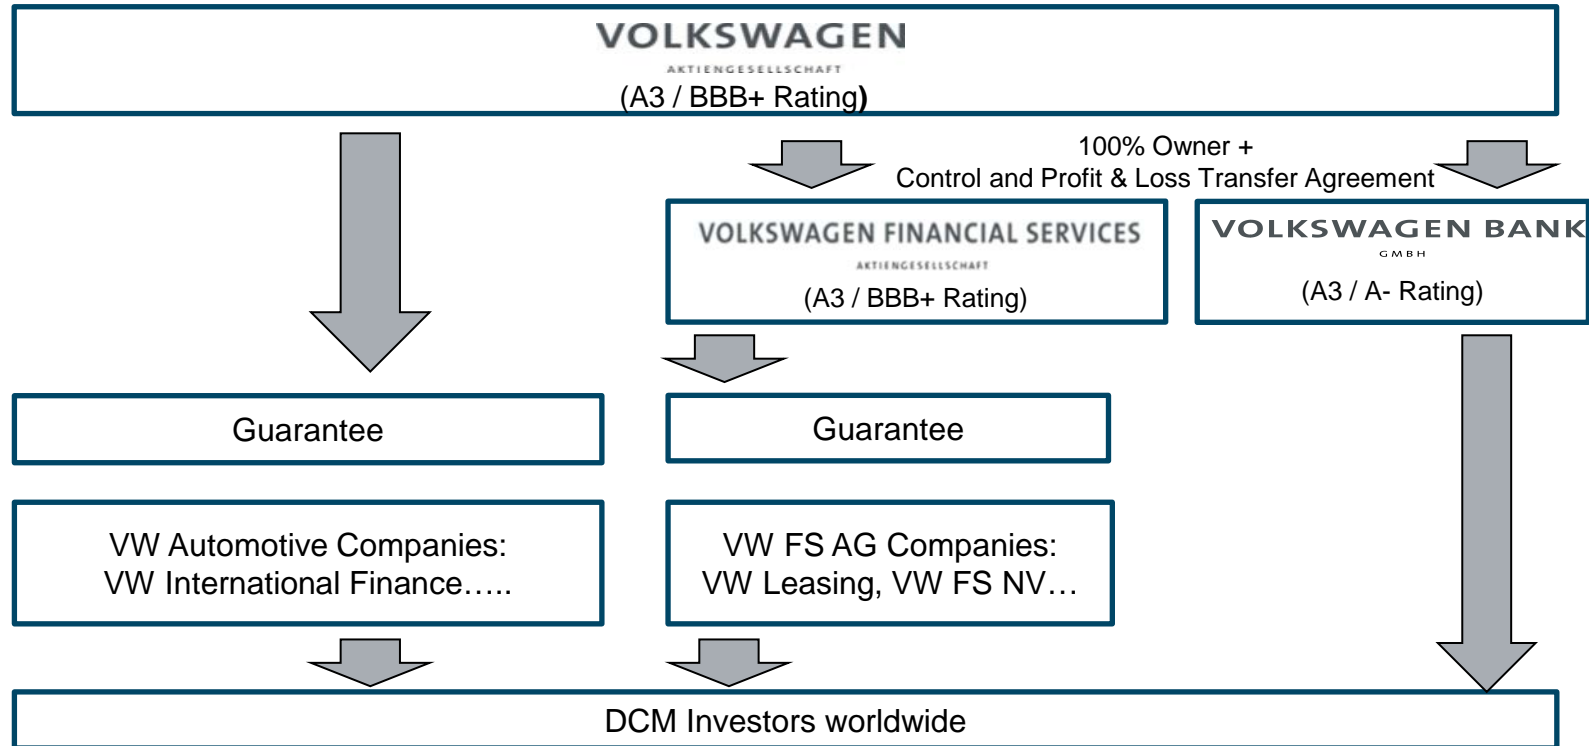 VOLKSWAGEN
AKTIENGESELLSCHAFT
(A3 / BBB+ Rating)
100% Owner +
Control and Profit & Loss Transfer Agreement
VOLKSWAGEN FINANCIAL SERVICES
AKTIENGESELLSCHAFT
(A3 / BBB+ Rating)
VOLKSWAGEN BANK
GMBH
(A3 / A- Rating)
Guarantee
Guarantee
VW Automotive Companies:
VW International Finance…..
VW FS AG Companies:
VW Leasing, VW FS NV…
DCM Investors worldwide